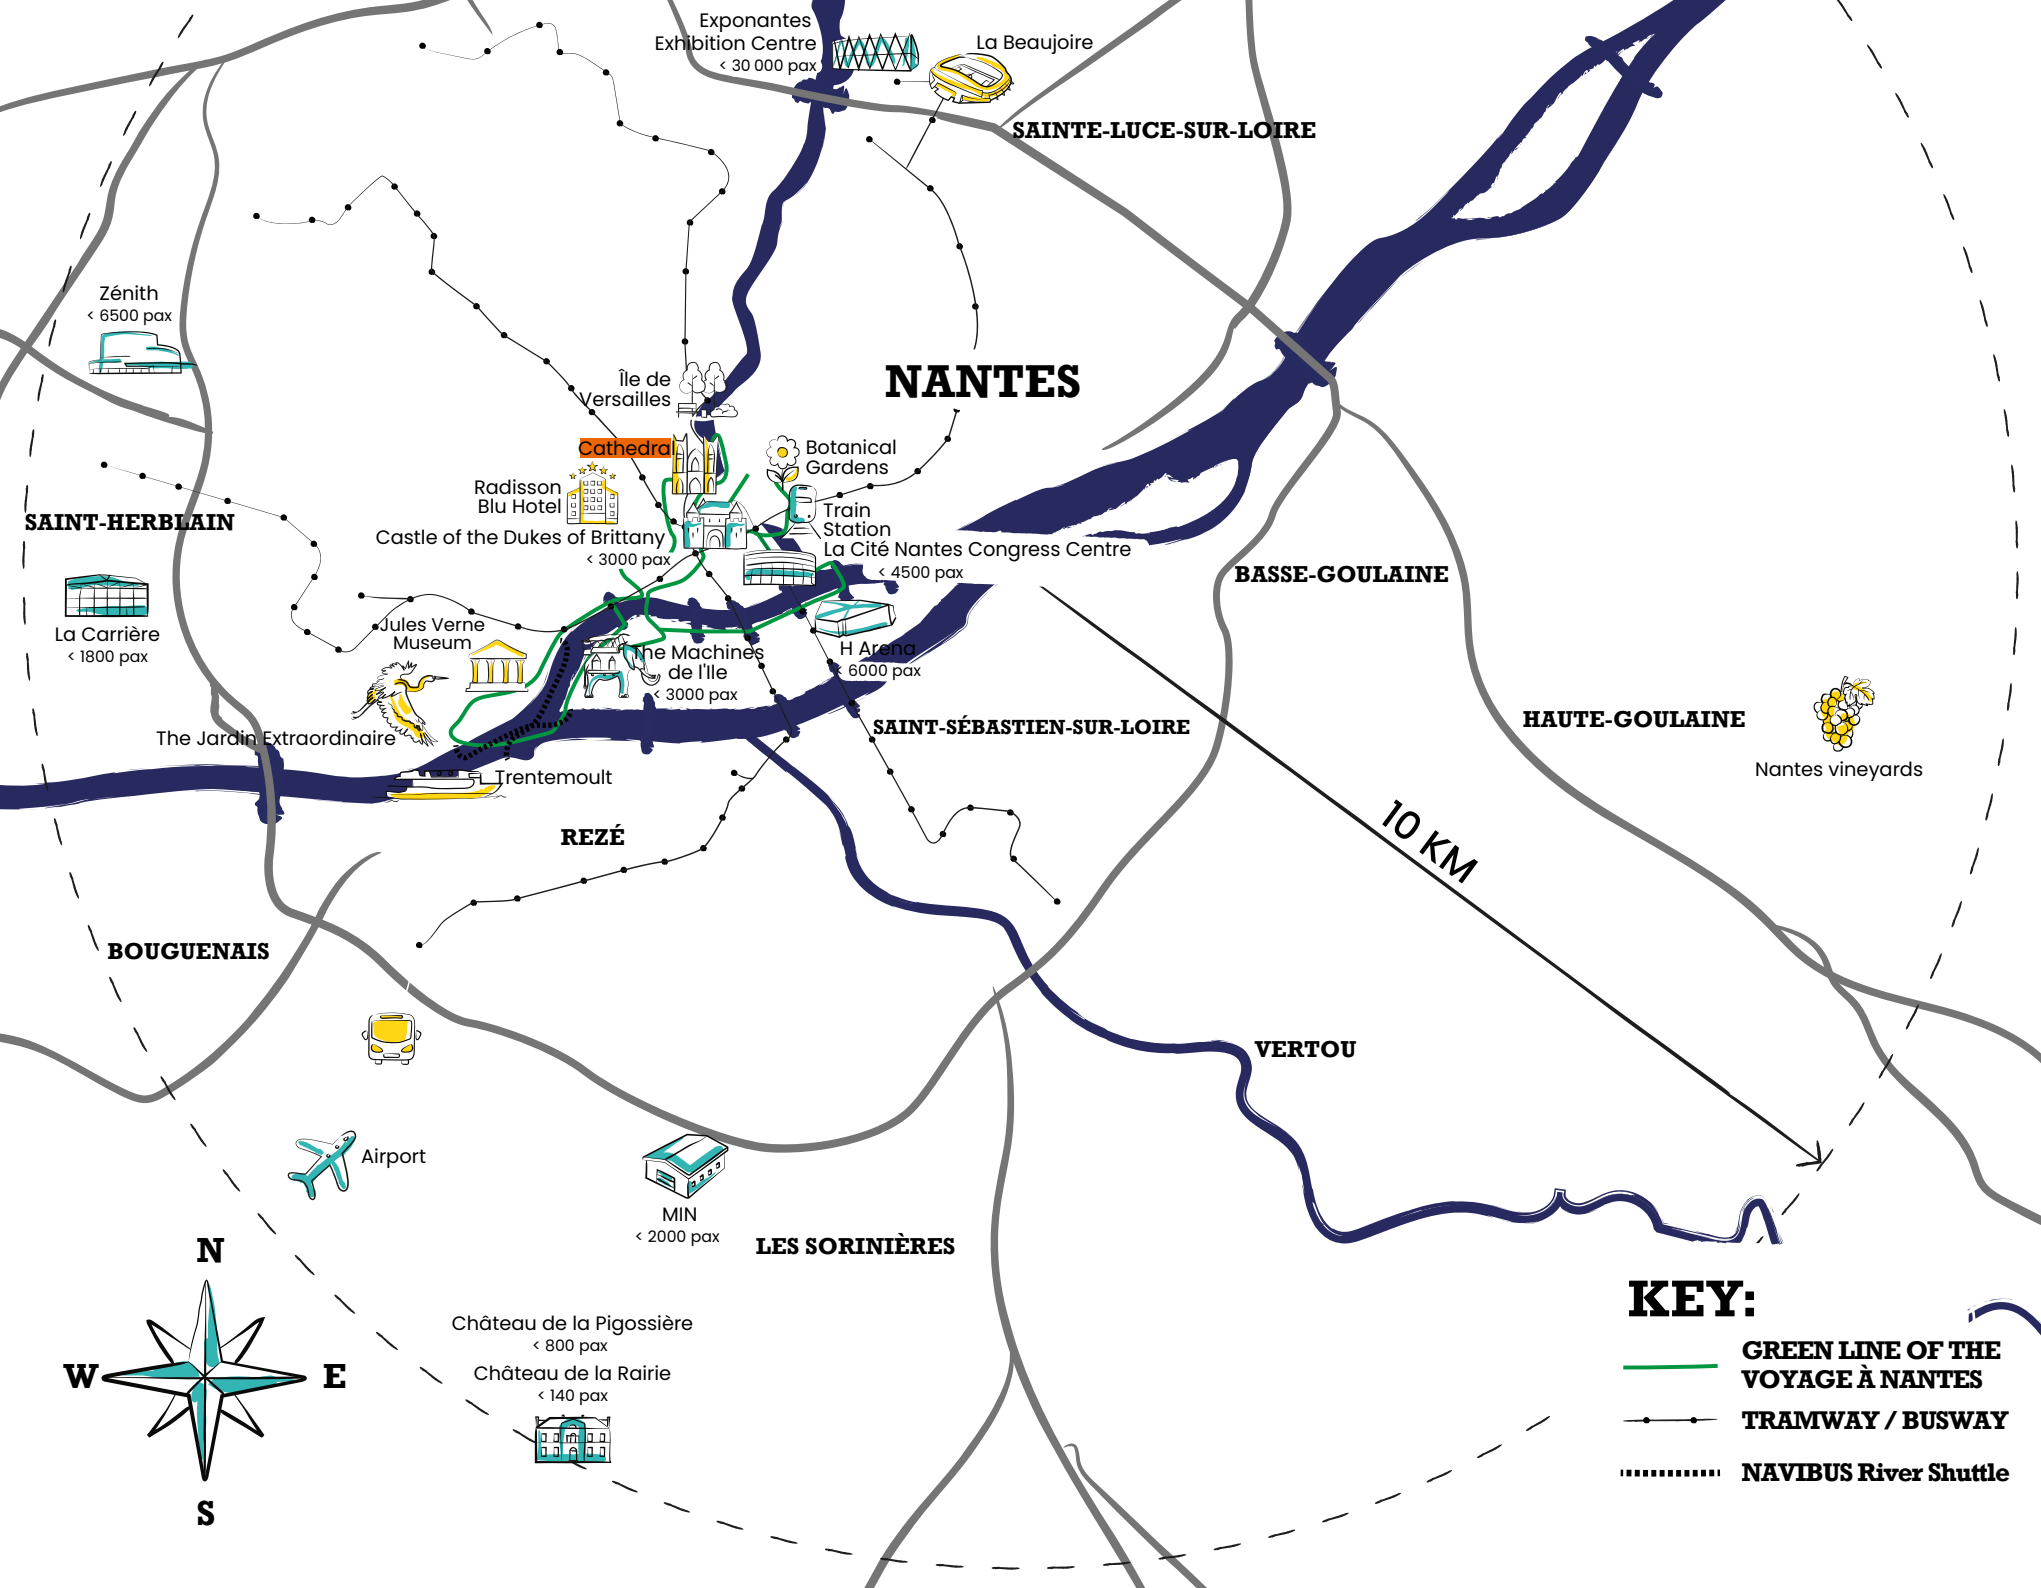 Exponantes
Exhibition Centre
< 30 000 pax
La Beaujoire
SAINTE-LUCE-SUR-LOIRE
Zénith
< 6500 pax
NANTES
Île de
Versailles
Cathedral
Botanical
Gardens
Radisson
Blu Hotel
Train
Station
SAINT-HERBLAIN
Castle of the Dukes of Brittany
< 3000 pax
La Cité Nantes Congress Centre
< 4500 pax
BASSE-GOULAINE
La Carrière
< 1800 pax
Jules Verne
Museum
The Machines
de l'Ile
< 3000 pax
H Arena
< 6000 pax
SAINT-SÉBASTIEN-SUR-LOIRE
HAUTE-GOULAINE
The Jardin Extraordinaire
Nantes vineyards
Trentemoult
REZÉ
10 KM
BOUGUENAIS
VERTOU
Airport
MIN
< 2000 pax
LES SORINIÈRES
N
W
E
S
Château de la Pigossière
< 800 pax
Château de la Rairie
< 140 pax
KEY:
GREEN LINE OF THE
VOYAGE À NANTES
TRAMWAY / BUSWAY
NAVIBUS River Shuttle